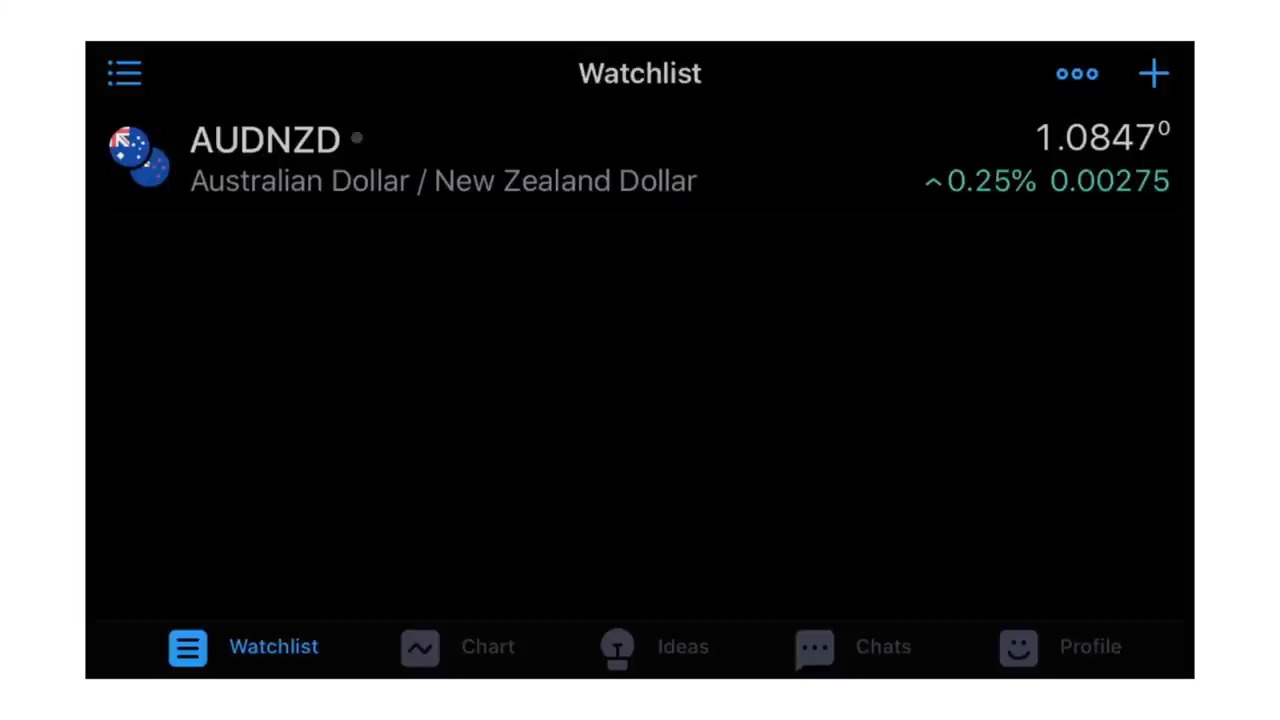 Watchlist
AUDNZD
1.0847⁰
Australian Dollar / New Zealand Dollar
0.25% 0.00275
Watchlist
Chart
Ideas
Chats
Profile